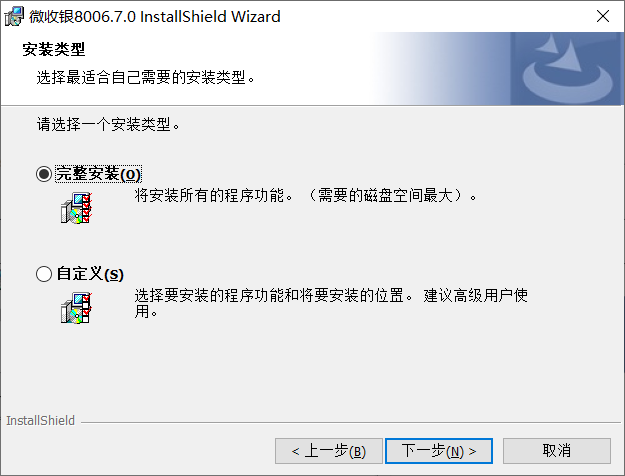 微收银8006.7.0 InstallShield Wizard
安装类型
选择最适合自己需要的安装类型。
请选择一个安装类型。
完整安装(O)
将安装所有的程序功能。（需要的磁盘空间最大）。
自定义(S)
选择要安装的程序功能和将要安装的位置。 建议高级用户使
用。
InstallShield
< 上一步(B)
下一步(N) >
取消